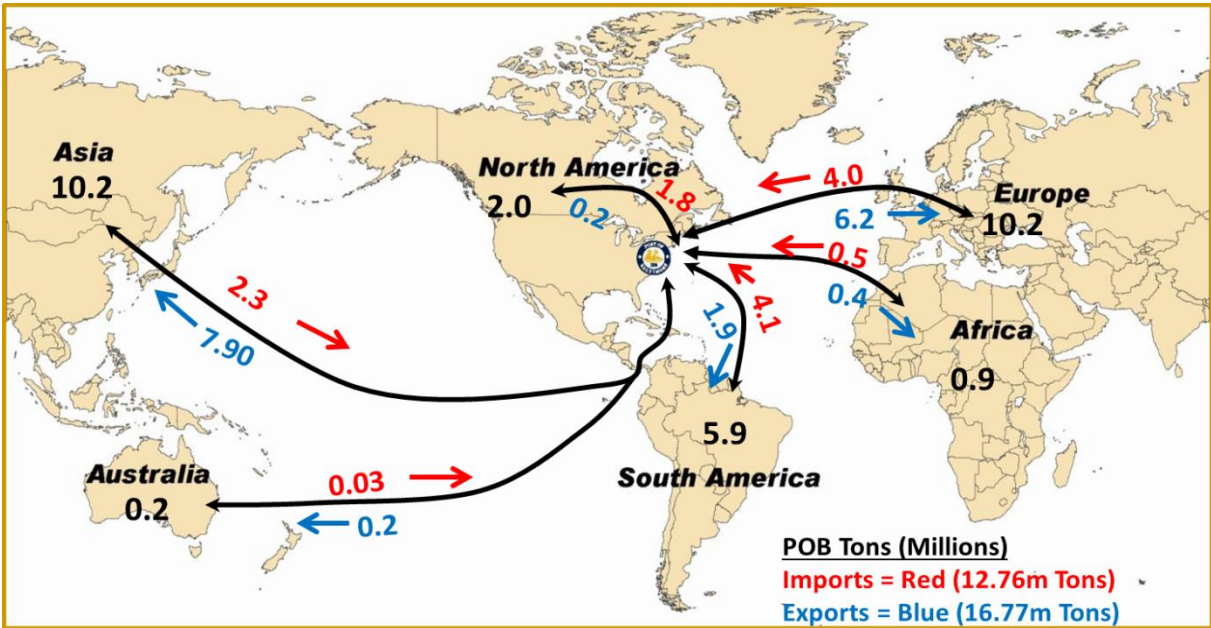 Asia
10.2
North America
2.0
1.8
0.2
4.0
6.2
Europe
10.2
0.5
0.4
Africa
0.9
2.3
7.90
1.9
4.1
5.9
South America
Australia
0.2
0.03
0.2
POB Tons (Millions)
Imports = Red (12.76m Tons)
Exports = Blue (16.77m Tons)